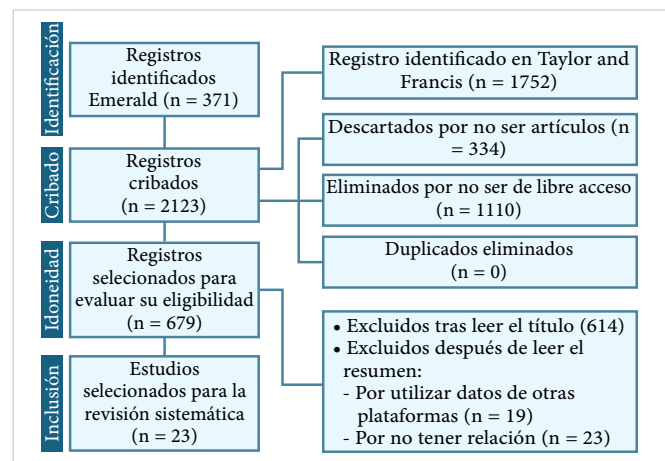 Identificación
Registros
identificados
Emerald (n = 371)
Registro identificado en Taylor and
Francis (n = 1752)
Cribado
Registros
cribados
(n = 2123)
Descartados por no ser artículos (n
= 334)
Eliminados por no ser de libre acceso
(n = 1110)
Duplicados eliminados
(n = 0)
Idoneidad
Registros
selecionados para
evaluar su eligibilidad
(n = 679)
• Excluidos tras leer el título (614)
• Excluidos después de leer el
resumen:
- Por utilizar datos de otras
plataformas (n = 19)
- Por no tener relación (n = 23)
Inclusión
Estudios
selecionados para la
revisión sistemática
(n = 23)